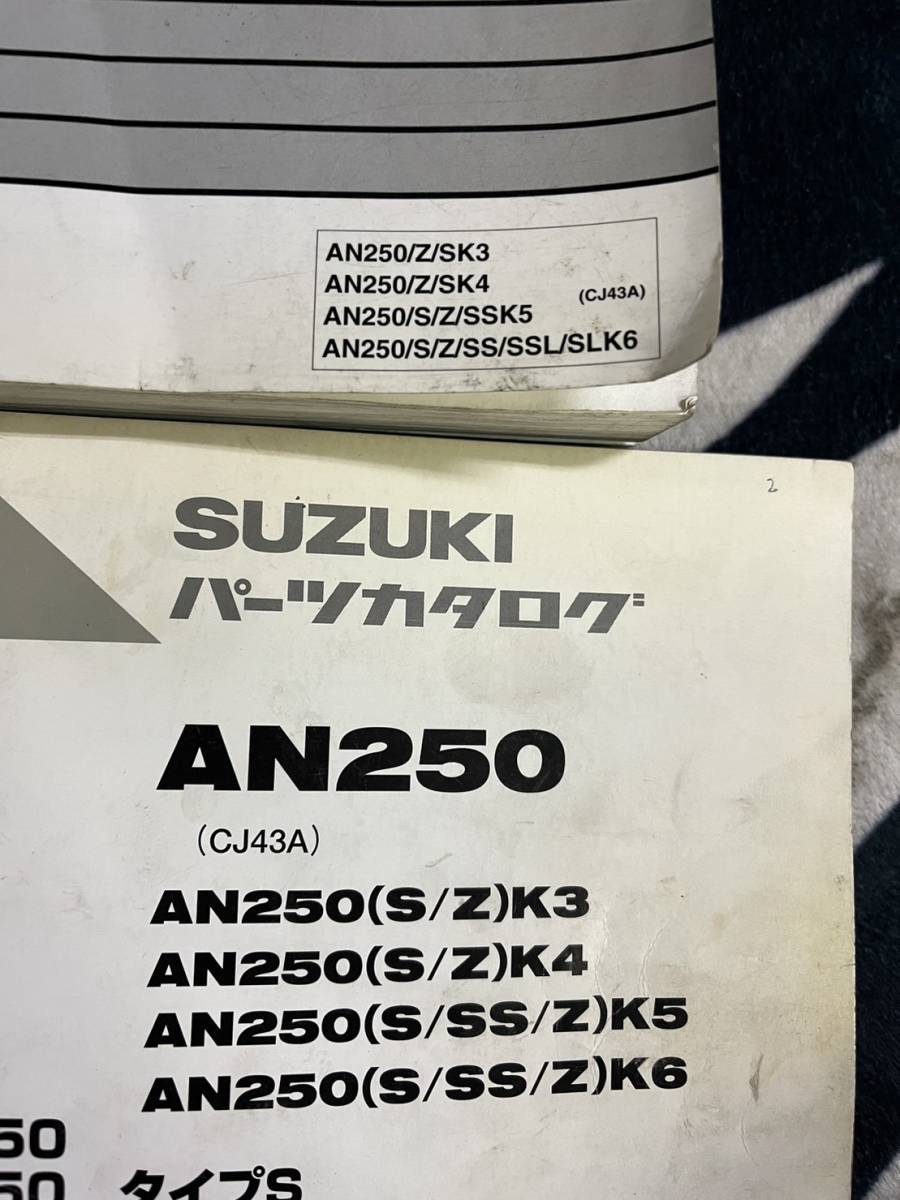 AN250/Z/SK3
AN250/Z/SK4
AN250/S/Z/SSK5
(CJ43A)
AN250/S/Z/SS/SSL/SLK6
2
SUZUKI
パーツカタログ
AN250
(CJ43A)
AN250(S/Z)K3
AN250(S/Z)K4
AN250(S/SS/Z)K5
AN250(S/SS/Z)K6
50
50 タイプS